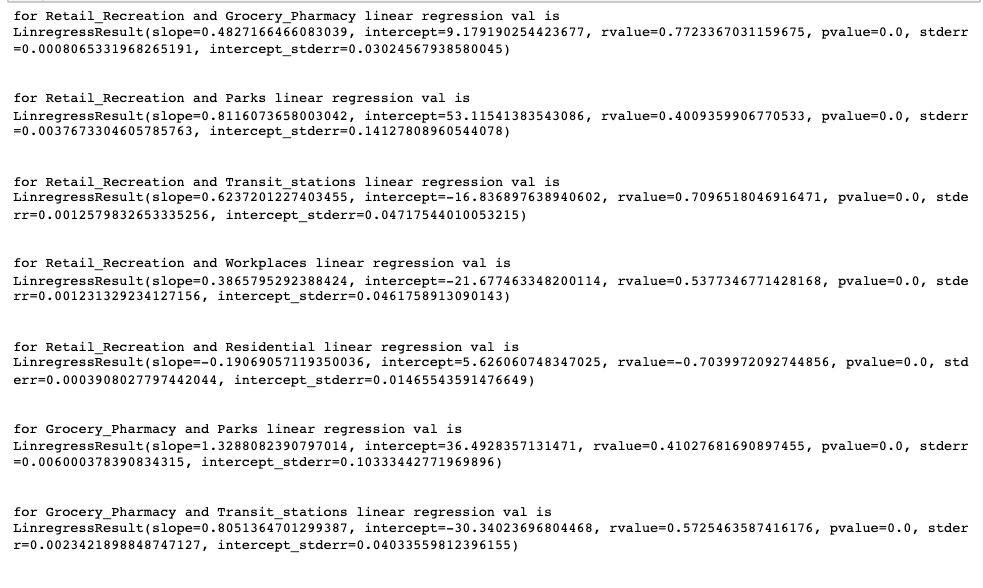 for Retail_Recreation and Grocery_Pharmacy linear regression val is
LinregressResult(slope=0.4827166466083039, intercept=9.179190254423677, rvalue=0.7723367031159675, pvalue=0.0, stderr
=0.0008065331968265191, intercept_stderr=0.03024567938580045)
for Retail_Recreation and Parks linear regression val is
LinregressResult(slope=0.8116073658003042, intercept=53.11541383543086, rvalue=0.4009359906770533, pvalue=0.0, stderr
=0.0037673304605785763, intercept_stderr=0.14127808960544078)
for Retail_Recreation and Transit_stations linear regression val is
LinregressResult(slope=0.6237201227403455, intercept=-16.836897638940602, rvalue=0.7096518046916471, pvalue=0.0, stde
rr=0.0012579832653335256, intercept_stderr=0.04717544010053215)
for Retail_Recreation and Workplaces linear regression val is
LinregressResult(slope=0.3865795292388424, intercept=-21.677463348200114, rvalue=0.5377346771428168, pvalue=0.0, stde
rr=0.001231329234127156, intercept_stderr=0.0461758913090143)
for Retail_Recreation and Residential linear regression val is
LinregressResult(slope=-0.19069057119350036, intercept=5.626060748347025, rvalue=-0.7039972092744856, pvalue=0.0, std
err=0.0003908027797442044, intercept_stderr=0.01465543591476649)
for Grocery_Pharmacy and Parks linear regression val is
LinregressResult(slope=1.3288082390797014, intercept=36.4928357131471, rvalue=0.41027681690897455, pvalue=0.0, stderr
=0.006000378390834315, intercept_stderr=0.10333442771969896)
for Grocery_Pharmacy and Transit_stations linear regression val is
LinregressResult(slope=0.8051364701299387, intercept=-30.34023696804468, rvalue=0.5725463587416176, pvalue=0.0, stder
r=0.0023421898848747127, intercept_stderr=0.04033559812396155)